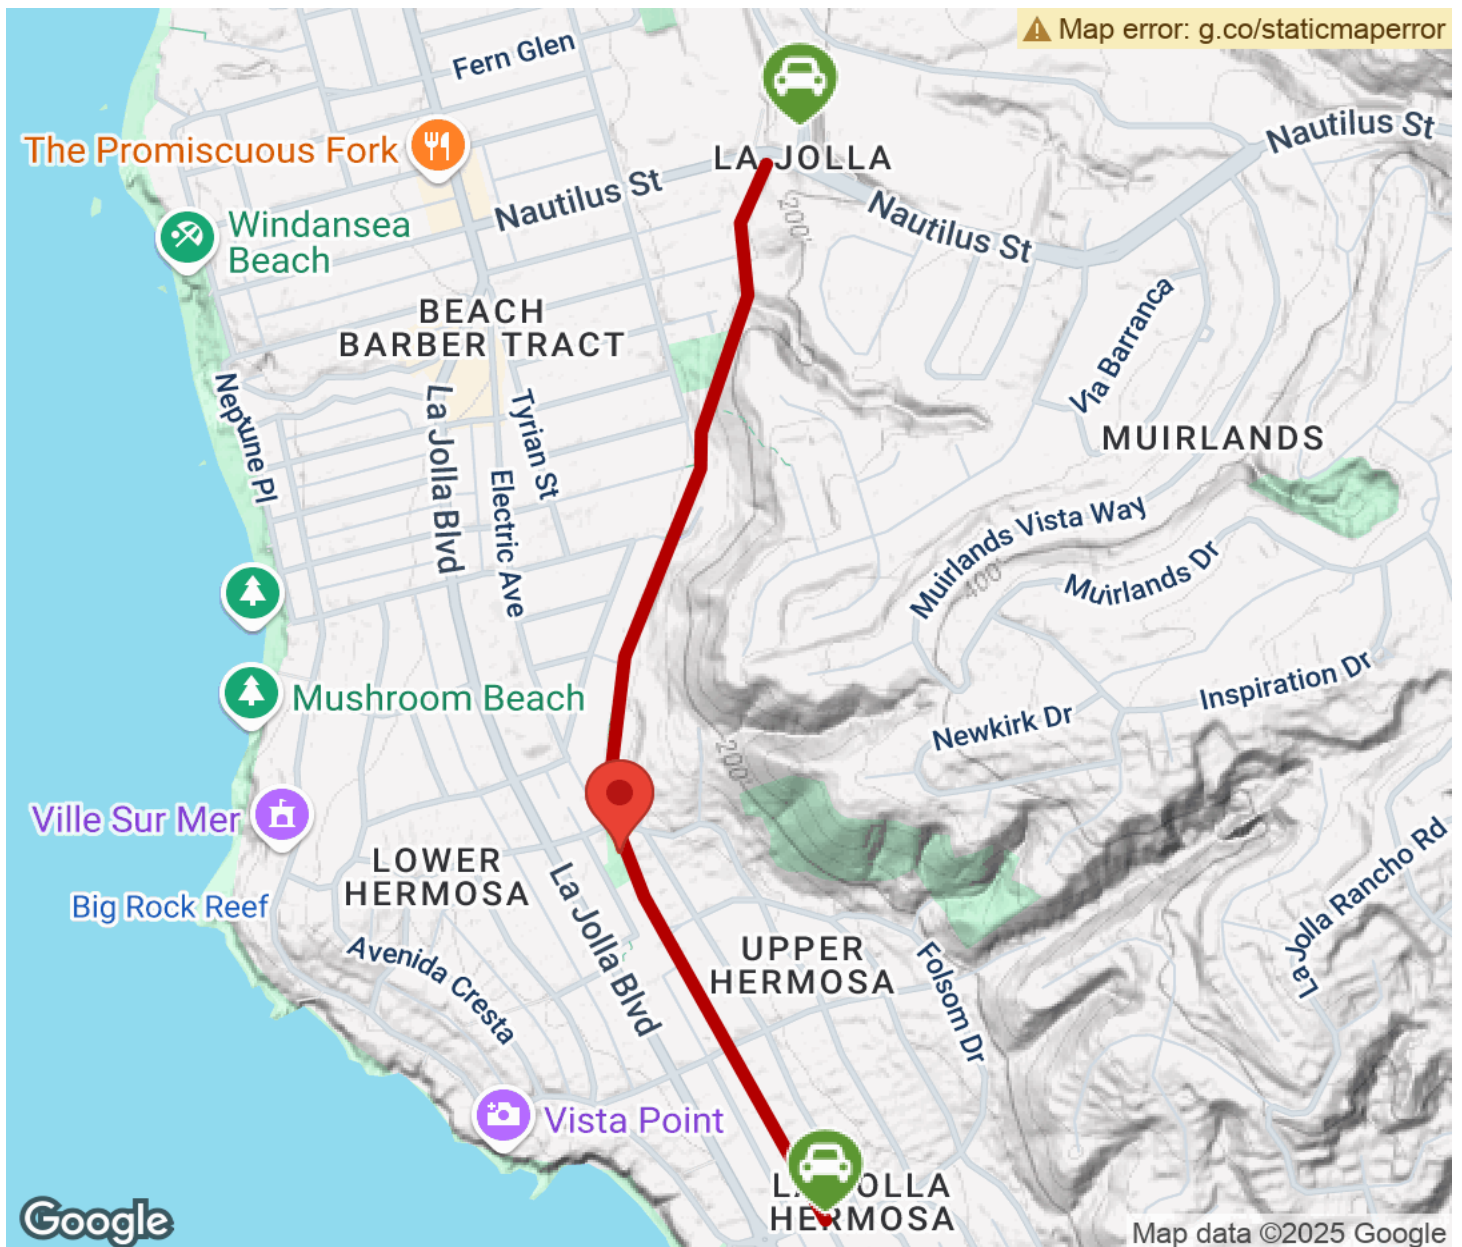 Map error: g.co/staticmaperror
Fern Glen
The Promiscuous Fork
Nautilus St
LA JOLLA
Nautilus St
Nautilus St
200'
Windansea
Beach
BEACH
BARBER TRACT
Via Barranca
Neptune Pl
La Jolla Blvd
Tyrian St
Electric Ave
MUIRLANDS
Muirlands Vista Way
400'
Muirlands Dr
Mushroom Beach
Inspiration Dr
Newkirk Dr
200'
Ville Sur Mer
LOWER
HERMOSA
Big Rock Reef
La Jolla Blvd
La Jolla Rancho Rd
Avenida Cresta
UPPER
HERMOSA
Folsom Dr
Vista Point
LA JOLLA
HERMOSA
Google
Map data ©2025 Google